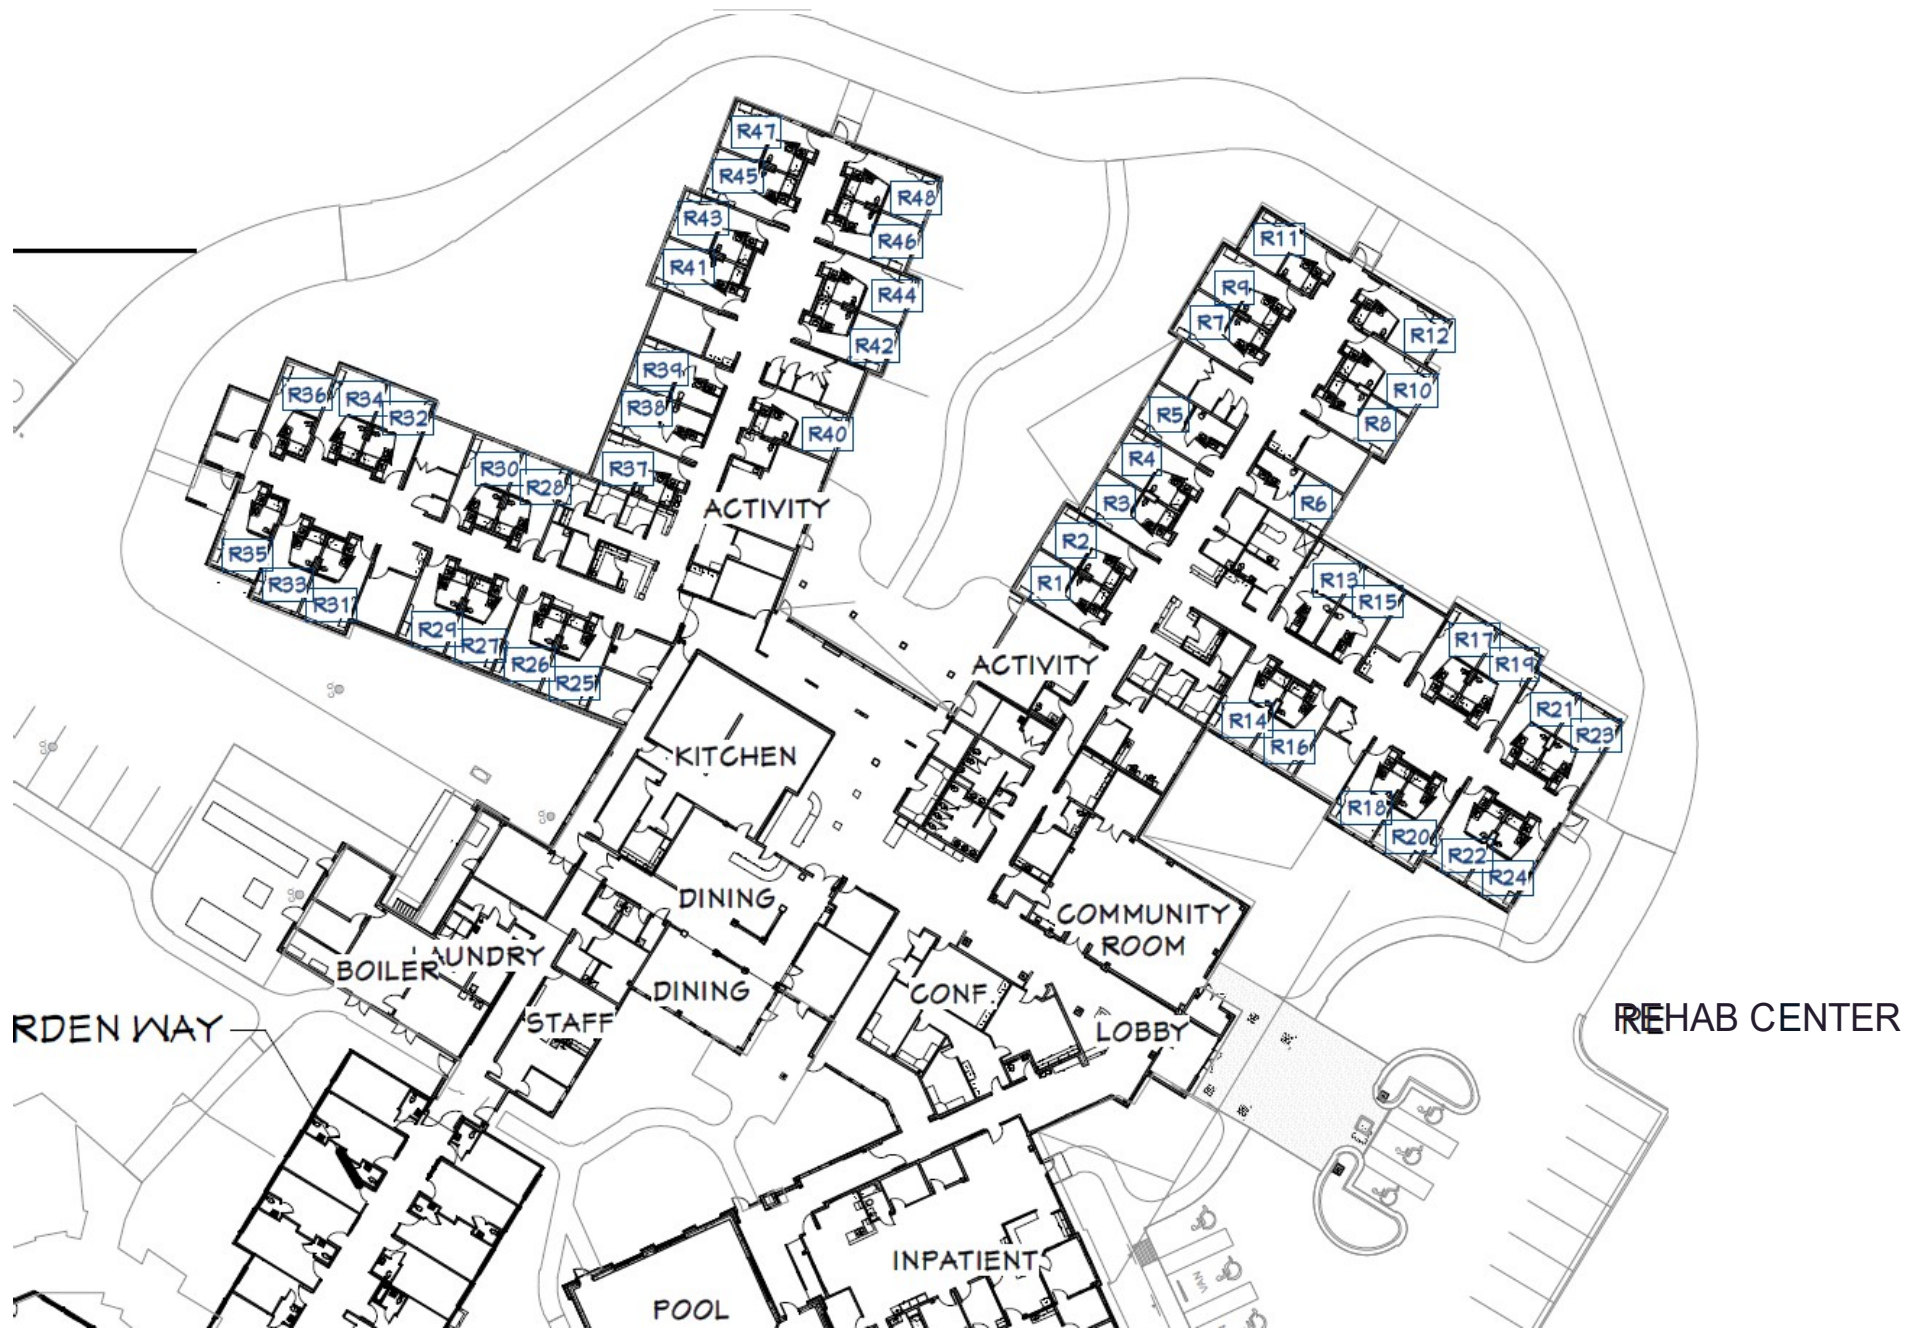 R47
R45
R48
R43
R46
R41
R44
R42
R39
R38
R40
R37
R36
R34
R32
R30
R28
R35
R33
R31
R29
R27
R26
R25
ACTIVITY
R11
R9
R7
R12
R10
R8
R5
R4
R3
R6
R2
R1
R13
R15
R17
R19
R21
R23
R14
R16
R18
R20
R22
R24
ACTIVITY
KITCHEN
DINING
DINING
COMMUNITY
ROOM
LAUNDRY
BOILER
STAFF
CONF.
LOBBY
RDEN WAY
REHAB CENTER
INPATIENT
POOL
VAN